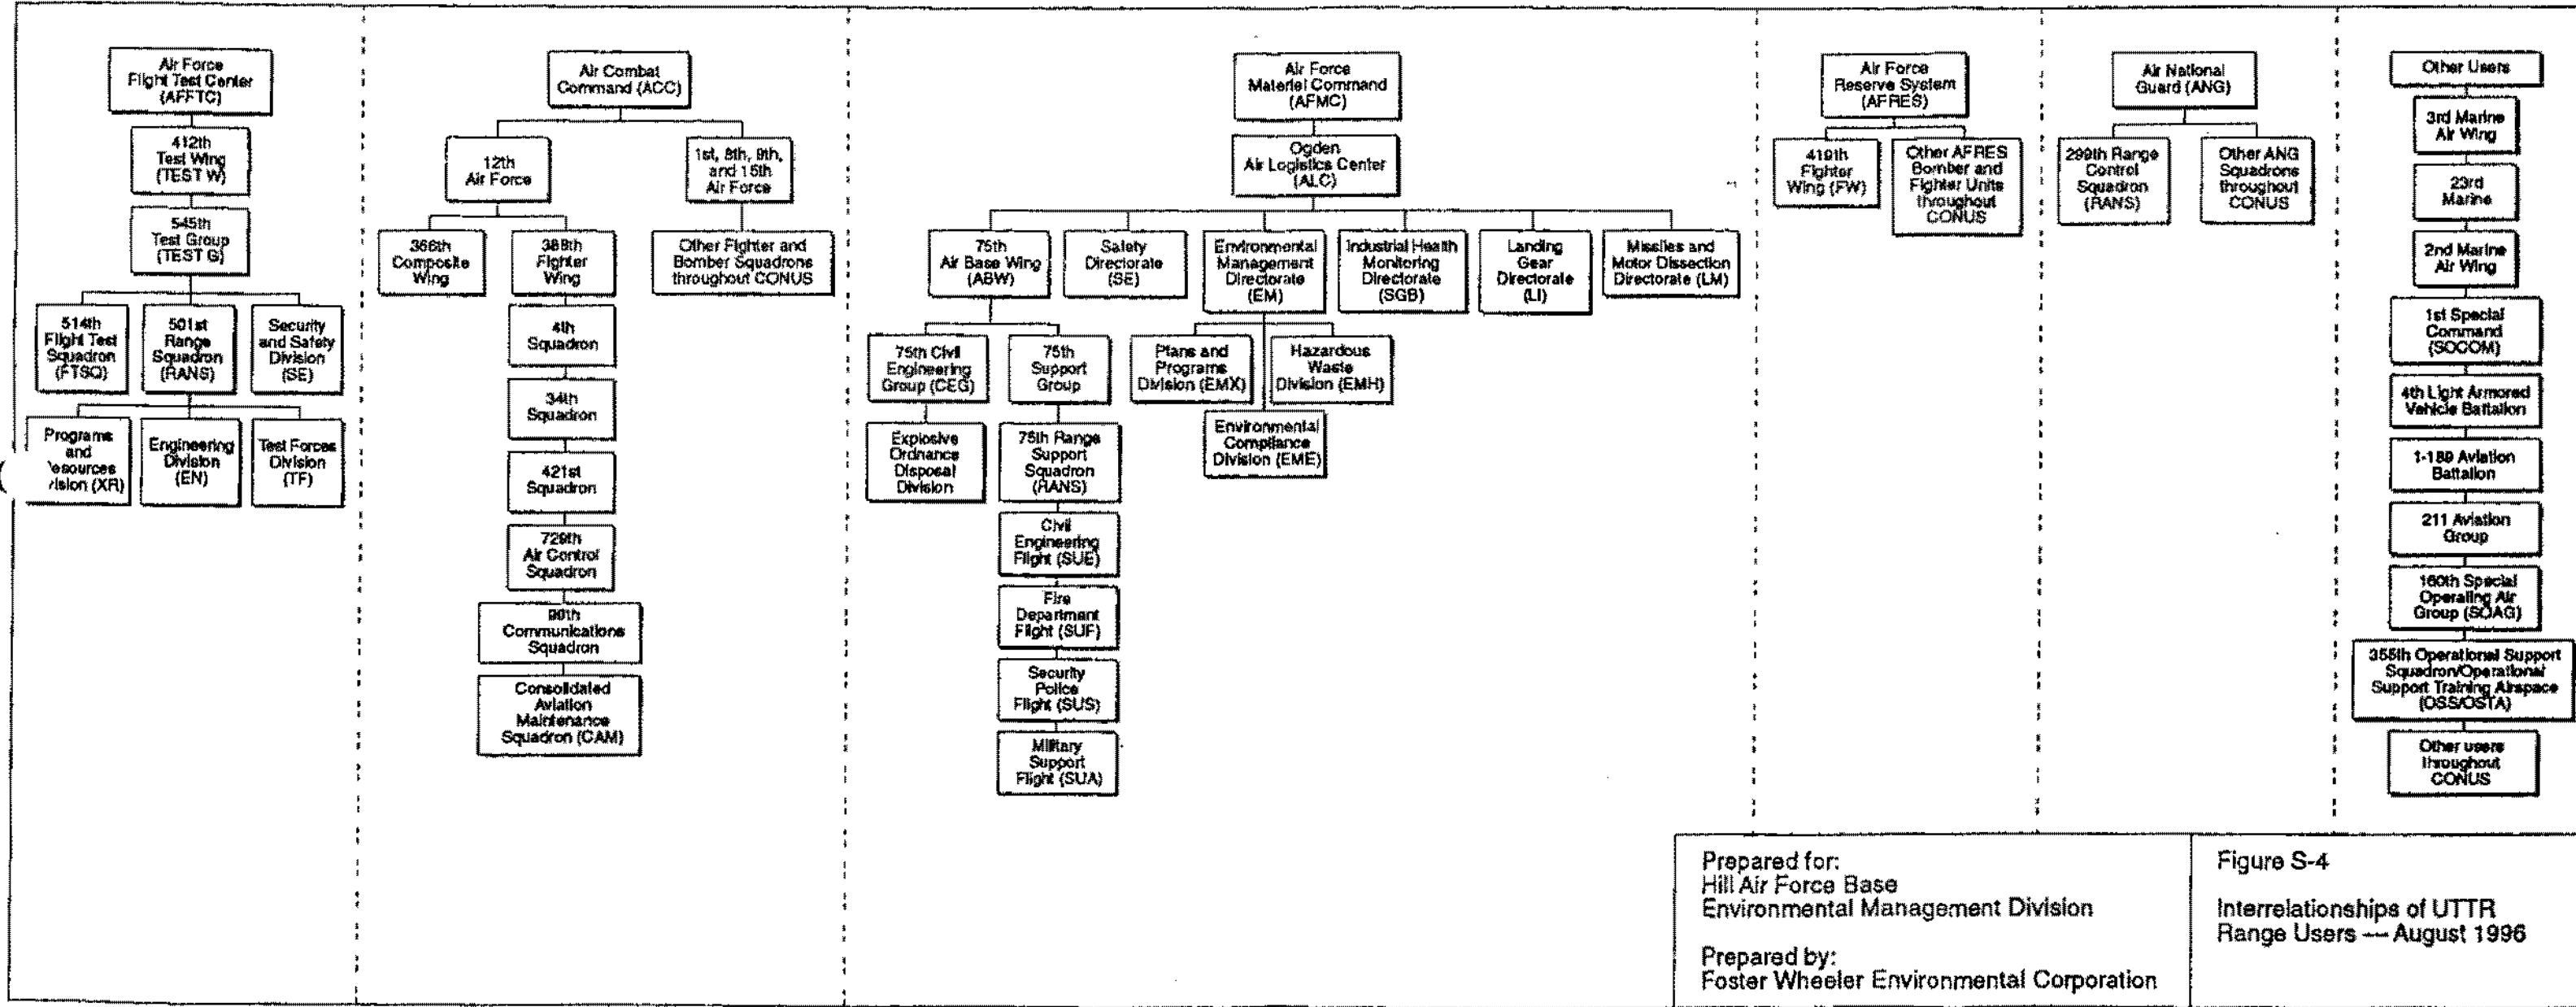 Air Force
Flight Test Center
(AFFTC)
412th
Test Wing
(TEST W)
545th
Test Group
(TEST G)
514th
Flight Test
Squadron
(FTSQ)
501st
Range
Squadron
(RANS)
Security
and Safety
Division
(SE)
Programs
and
esources
ision (XR)
Engineering
Division
(EN)
Test Forces
Division
(TF)
Air Combat
Command (ACC)
12th
Air Force
1st, 8th, 9th,
and 15th
Air Force
366th
Composite
Wing
388th
Fighter
Wing
Other Fighter and
Bomber Squadrons
throughout CONUS
4th
Squadron
34th
Squadron
421st
Squadron
729th
Air Control
Squadron
99th
Communications
Squadron
Consolidated
Aviation
Maintenance
Squadron (CAM)
Air Force
Materiel Command
(AFMC)
Ogden
Air Logistics Center
(ALC)
75th
Air Base Wing
(ABW)
Safety
Directorate
(SE)
Environmental
Management
Directorate
(EM)
Industrial Health
Monitoring
Directorate
(SGB)
Landing
Gear
Directorate
(LI)
Missiles and
Motor Dissection
Directorate (LM)
75th Civil
Engineering
Group (CEG)
75th
Support
Group
Plans and
Programs
Division (EMX)
Hazardous
Waste
Division (EMH)
Explosive
Ordnance
Disposal
Division
75th Range
Support
Squadron
(RANS)
Environmental
Compliance
Division (EME)
Civil
Engineering
Flight (SUE)
Fire
Department
Flight (SUF)
Security
Police
Flight (SUS)
Military
Support
Flight (SUA)
Air Force
Reserve System
(AFRES)
419th
Fighter
Wing (FW)
Other AFRES
Bomber and
Fighter Units
throughout
CONUS
Air National
Guard (ANG)
299th Range
Control
Squadron
(RANS)
Other ANG
Squadrons
throughout
CONUS
Other Users
3rd Marine
Air Wing
23rd
Marine
2nd Marine
Air Wing
1st Special
Command
(SOCOM)
4th Light Armored
Vehicle Battalion
1-189 Aviation
Battalion
211 Aviation
Group
160th Special
Operating Air
Group (SOAG)
355th Operational Support
Squadron/Operational
Support Training Airspace
(OSS/OSTA)
Other users
throughout
CONUS
Prepared for:
Hill Air Force Base
Environmental Management Division
Prepared by:
Foster Wheeler Environmental Corporation
Figure S-4
Interrelationships of UTTR
Range Users — August 1996